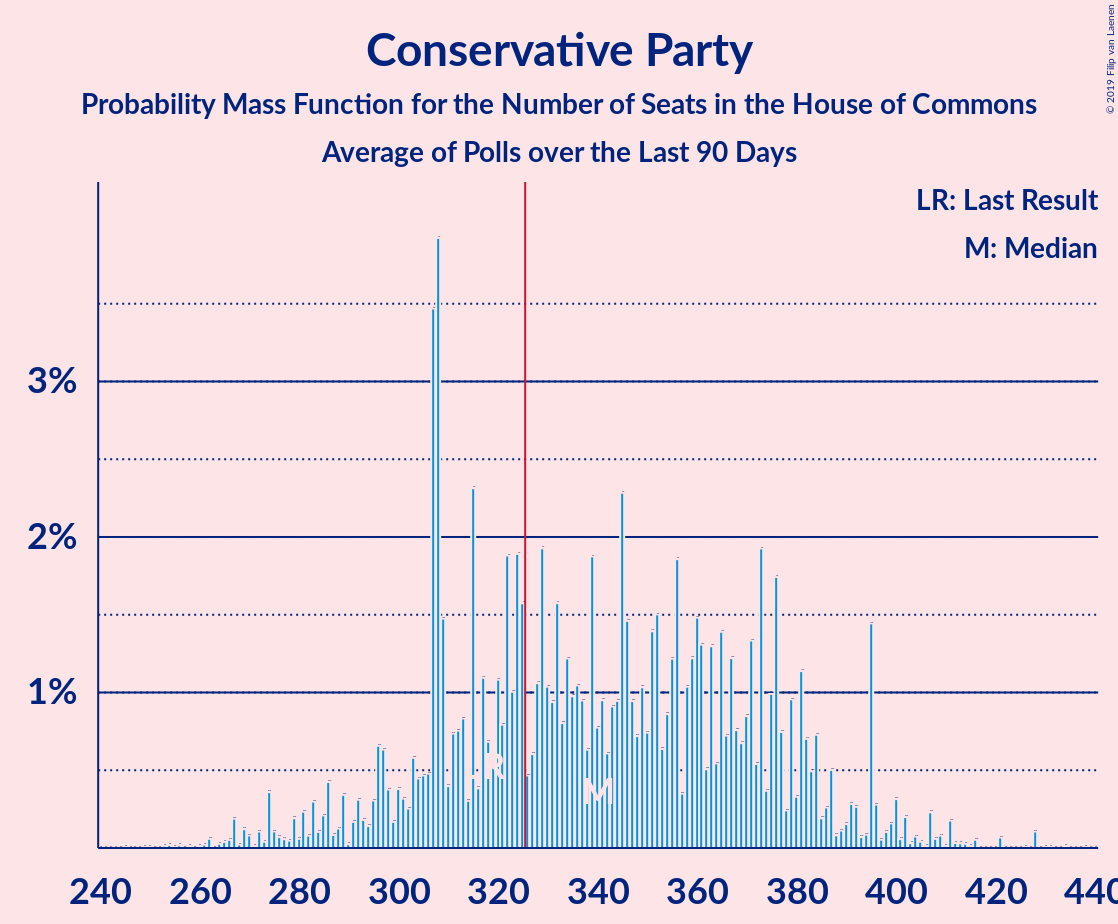 Conservative Party
Probability Mass Function for the Number of Seats in the House of Commons
Average of Polls over the Last 90 Days
© 2019 Filip van Laenen
LR: Last Result
M: Median
3%
2%
1%
LR
M
240 260 280 300 320 340 360 380 400 420 440